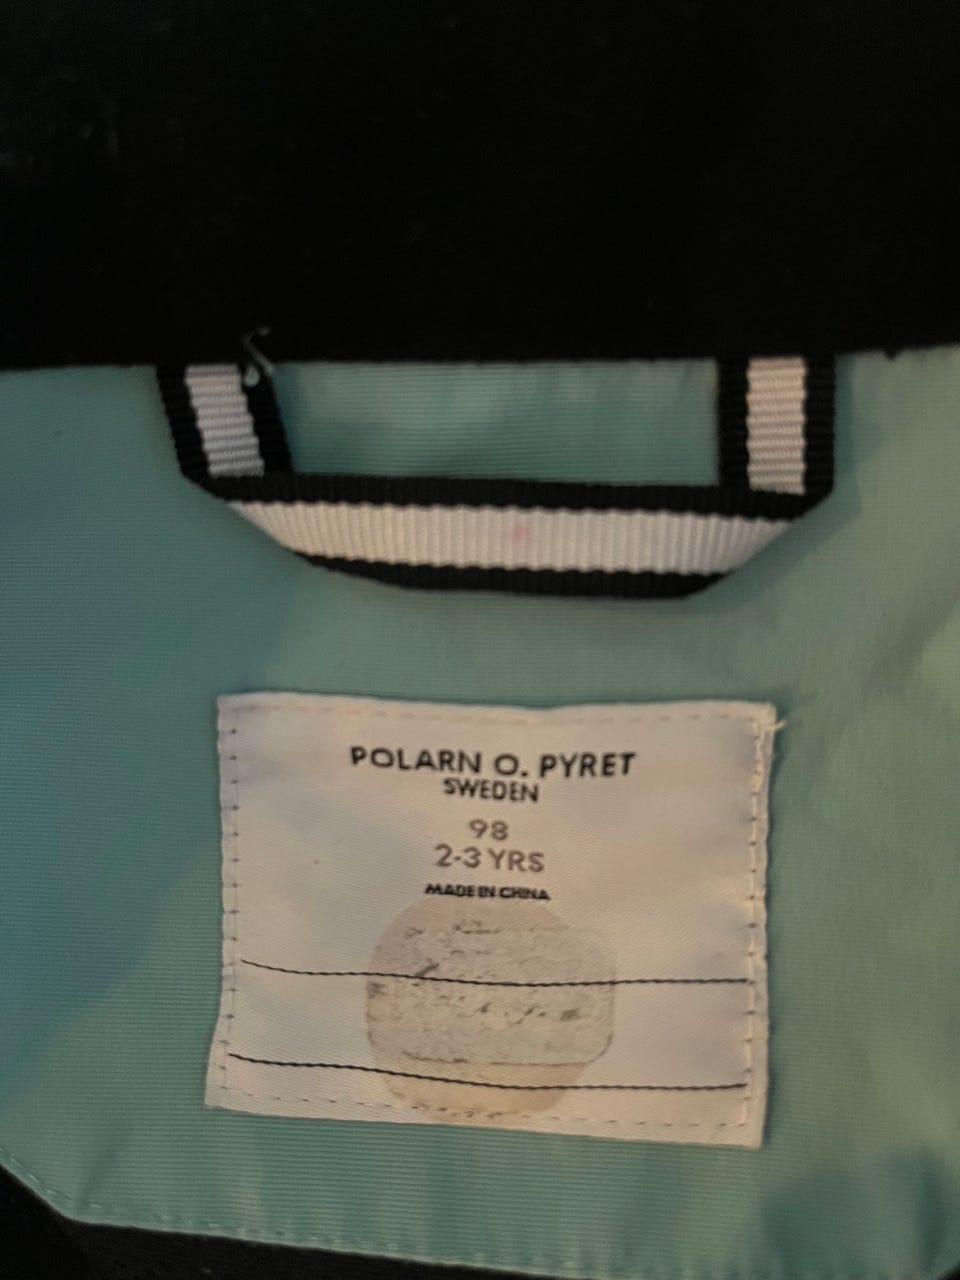 POLARN O. PYRET
SWEDEN
98
2-3 YRS
MADE IN CHINA